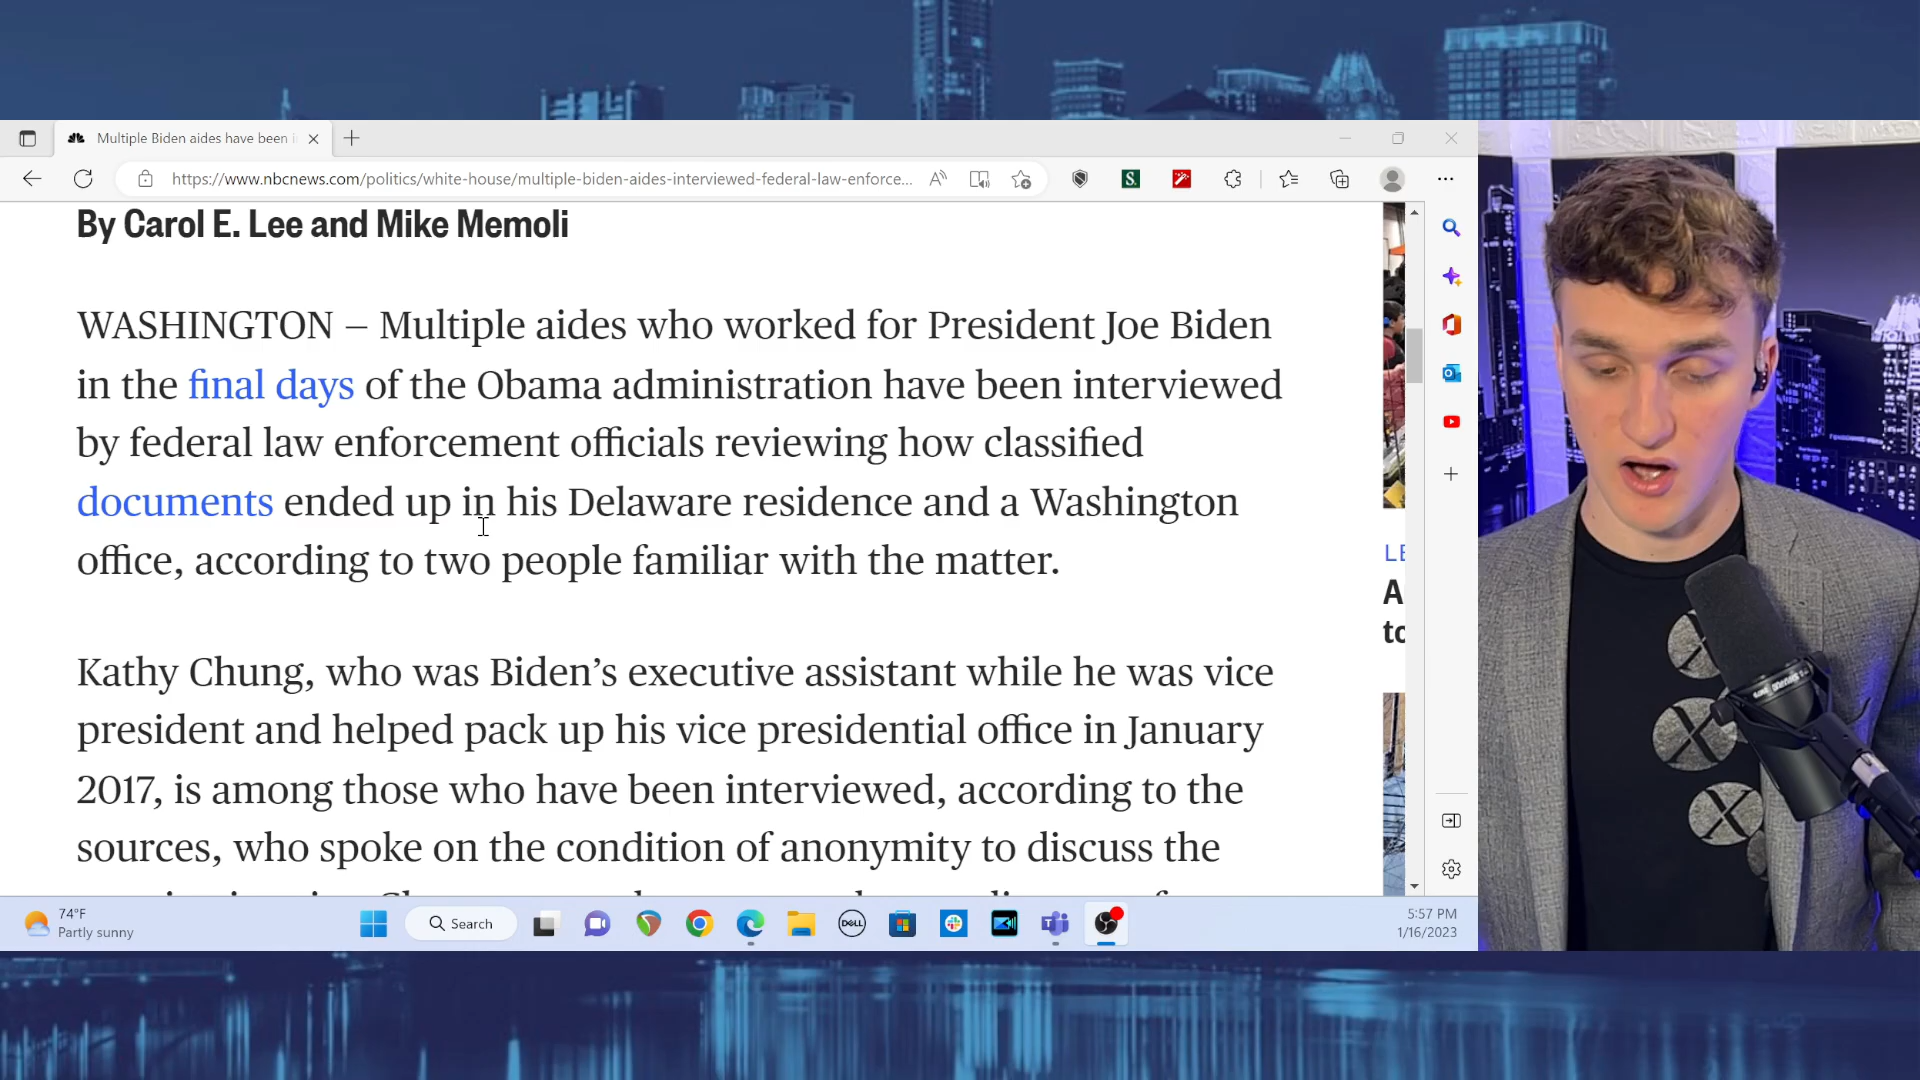 Multiple Biden aides have been i
https://www.nbcnews.com/politics/white-house/multiple-biden-aides-interviewed-federal-law-enforce...
By Carol E. Lee and Mike Memoli
WASHINGTON — Multiple aides who worked for President Joe Biden
in the final days of the Obama administration have been interviewed
by federal law enforcement officials reviewing how classified
documents ended up in his Delaware residence and a Washington
office, according to two people familiar with the matter.
Kathy Chung, who was Biden's executive assistant while he was vice
president and helped pack up his vice presidential office in January
2017, is among those who have been interviewed, according to the
sources, who spoke on the condition of anonymity to discuss the
LE
A
to
X
X
X
74°F
Partly sunny
Search
DELL
5:57 PM
1/16/2023